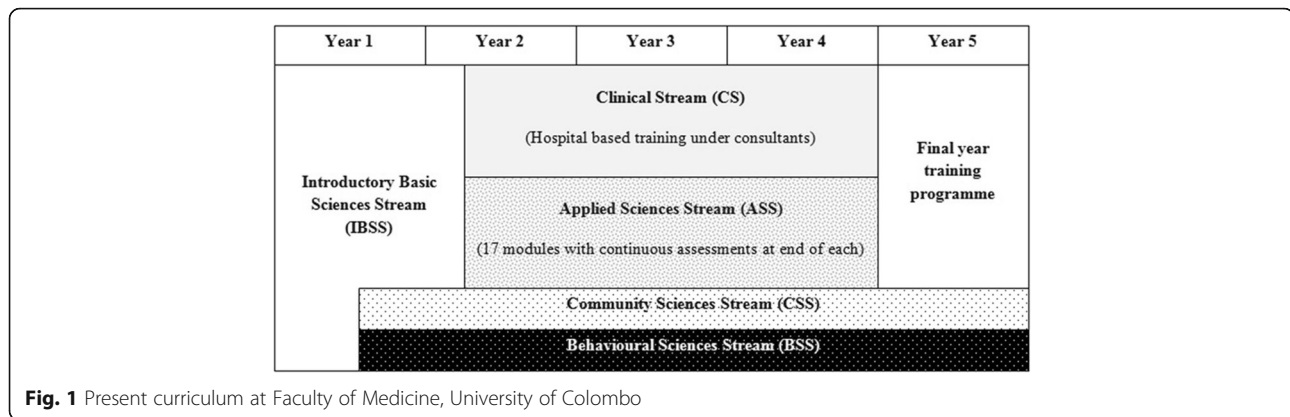 Year 1 Year 2 Year 3 Year 4 Year 5
Clinical Stream (CS)
(Hospital based training under consultants)
Introductory Basic
Sciences Stream
(IBSS)
Applied Sciences Stream (ASS)
(17 modules with continuous assessments at end of each)
Final year
training
programme
Community Sciences Stream (CSS)
Behavioural Sciences Stream (BSS)
Fig. 1 Present curriculum at Faculty of Medicine, University of Colombo